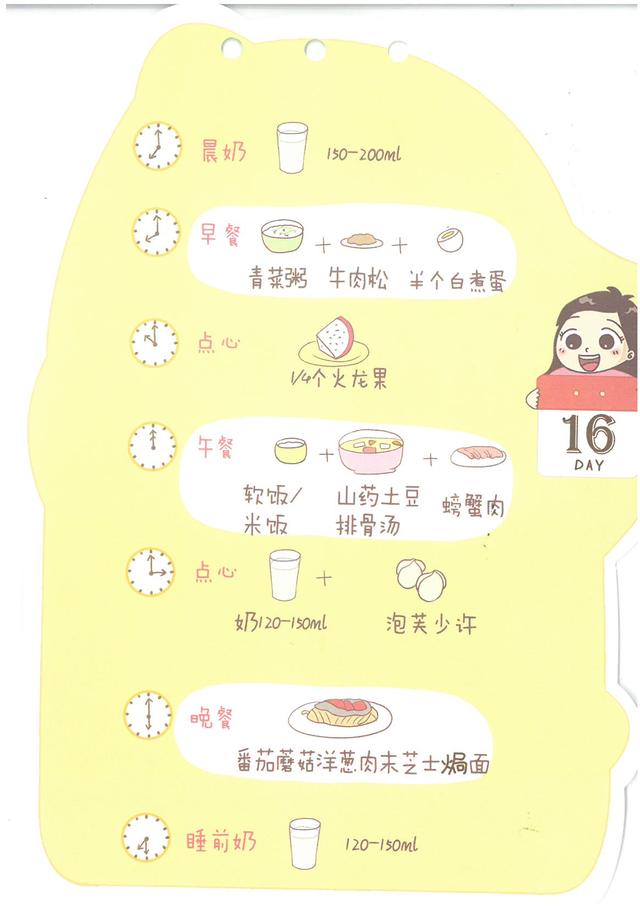 晨奶 150-200ml
早餐
青菜粥 牛肉松 半个白煮蛋
点心
1/4个火龙果
午餐
16
DAY
软饭/ 山药土豆 螃蟹肉
米饭 排骨汤
点心
奶120-150ml 泡芙少许
晚餐
番茄蘑菇洋葱肉末芝士焗面
睡前奶 120-150ml